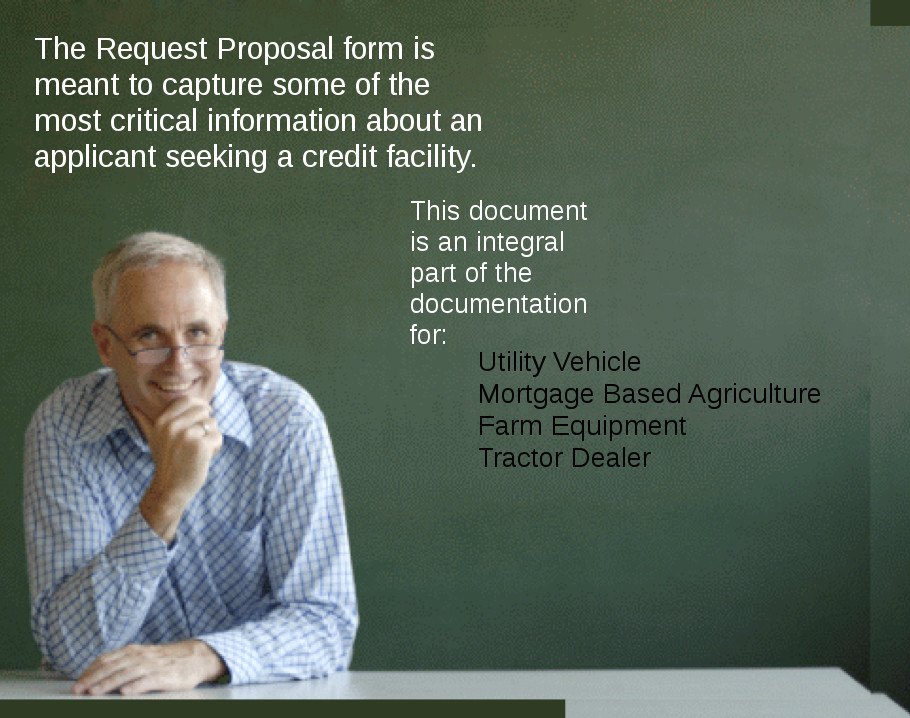 The Request Proposal form is
meant to capture some of the
most critical information about an
applicant seeking a credit facility.
This document
is an integral
part of the
documentation
for:
Utility Vehicle
Mortgage Based Agriculture
Farm Equipment
Tractor Dealer